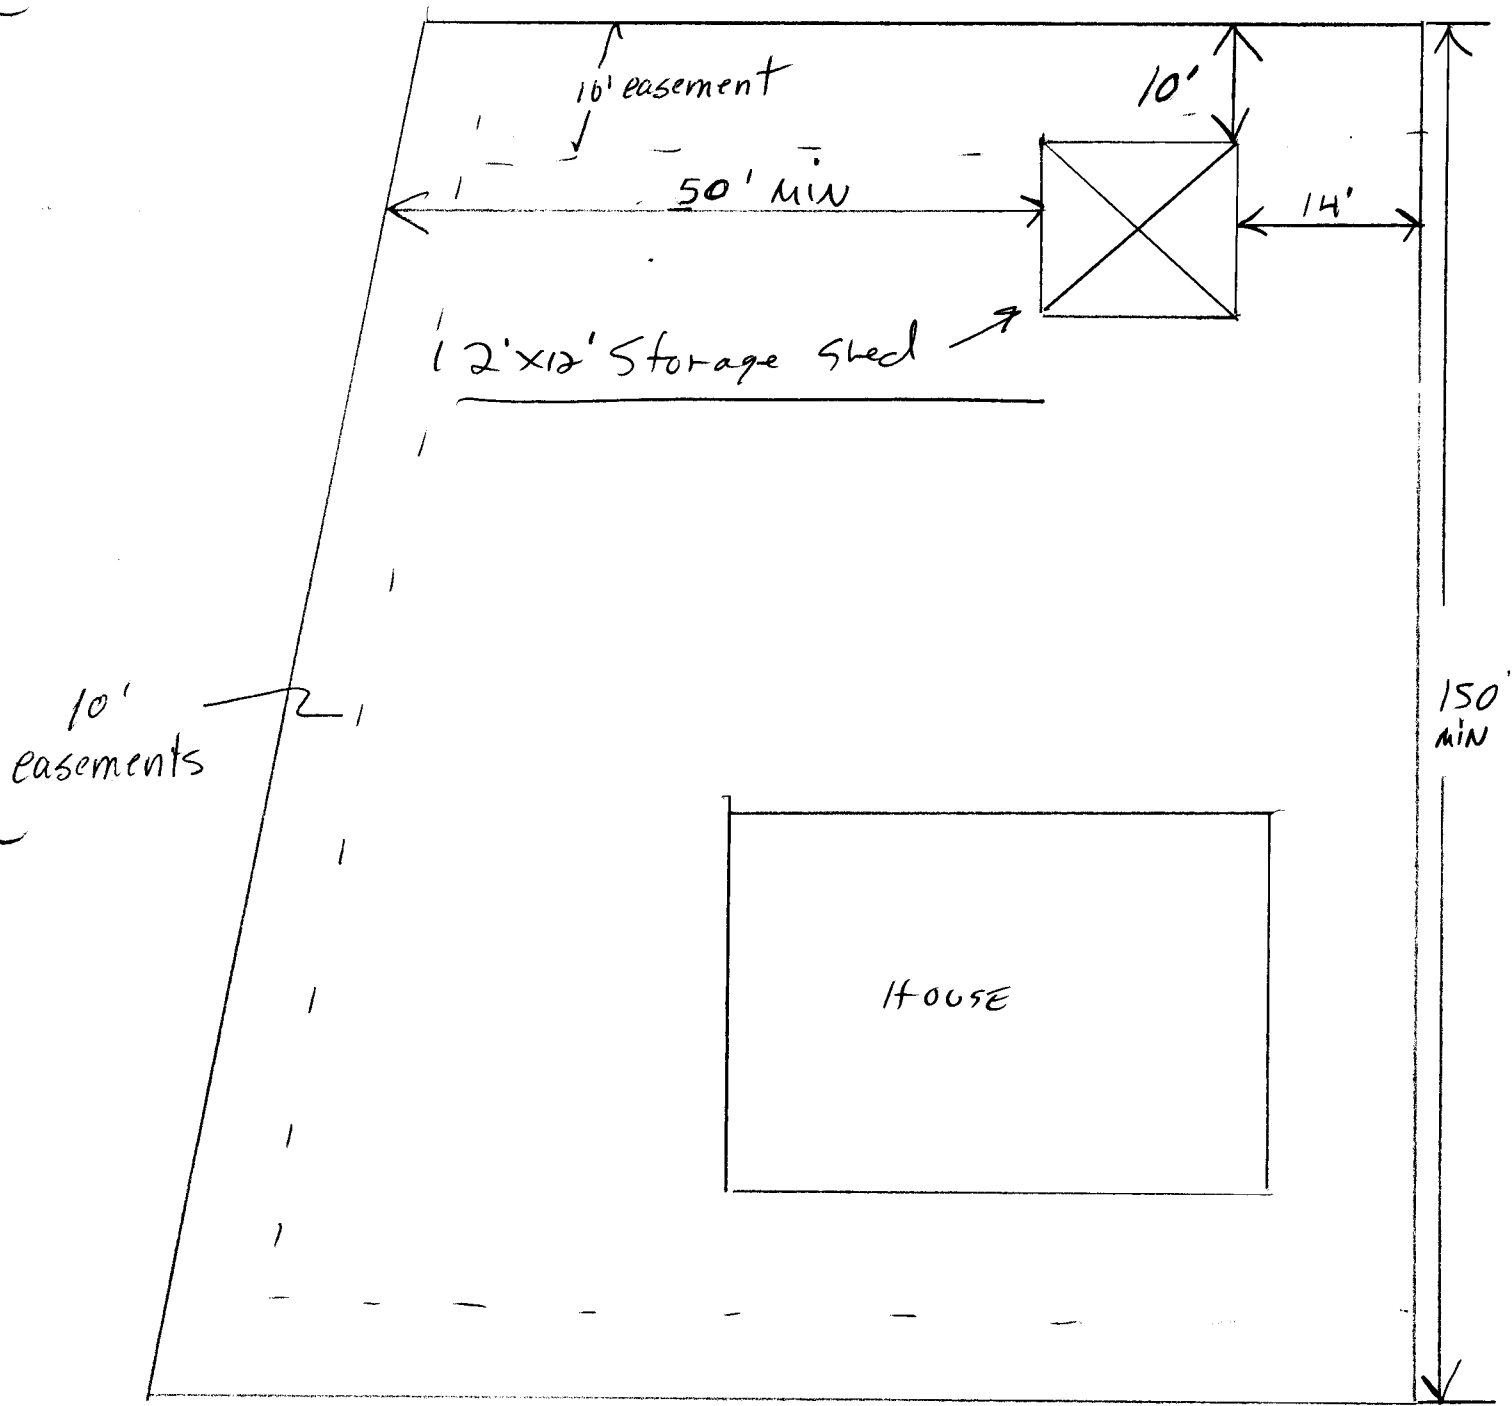 10' easement
10'
50' MIN
14'
12'X12' Storage Shed
10'
easements
150'
MIN
HOUSE